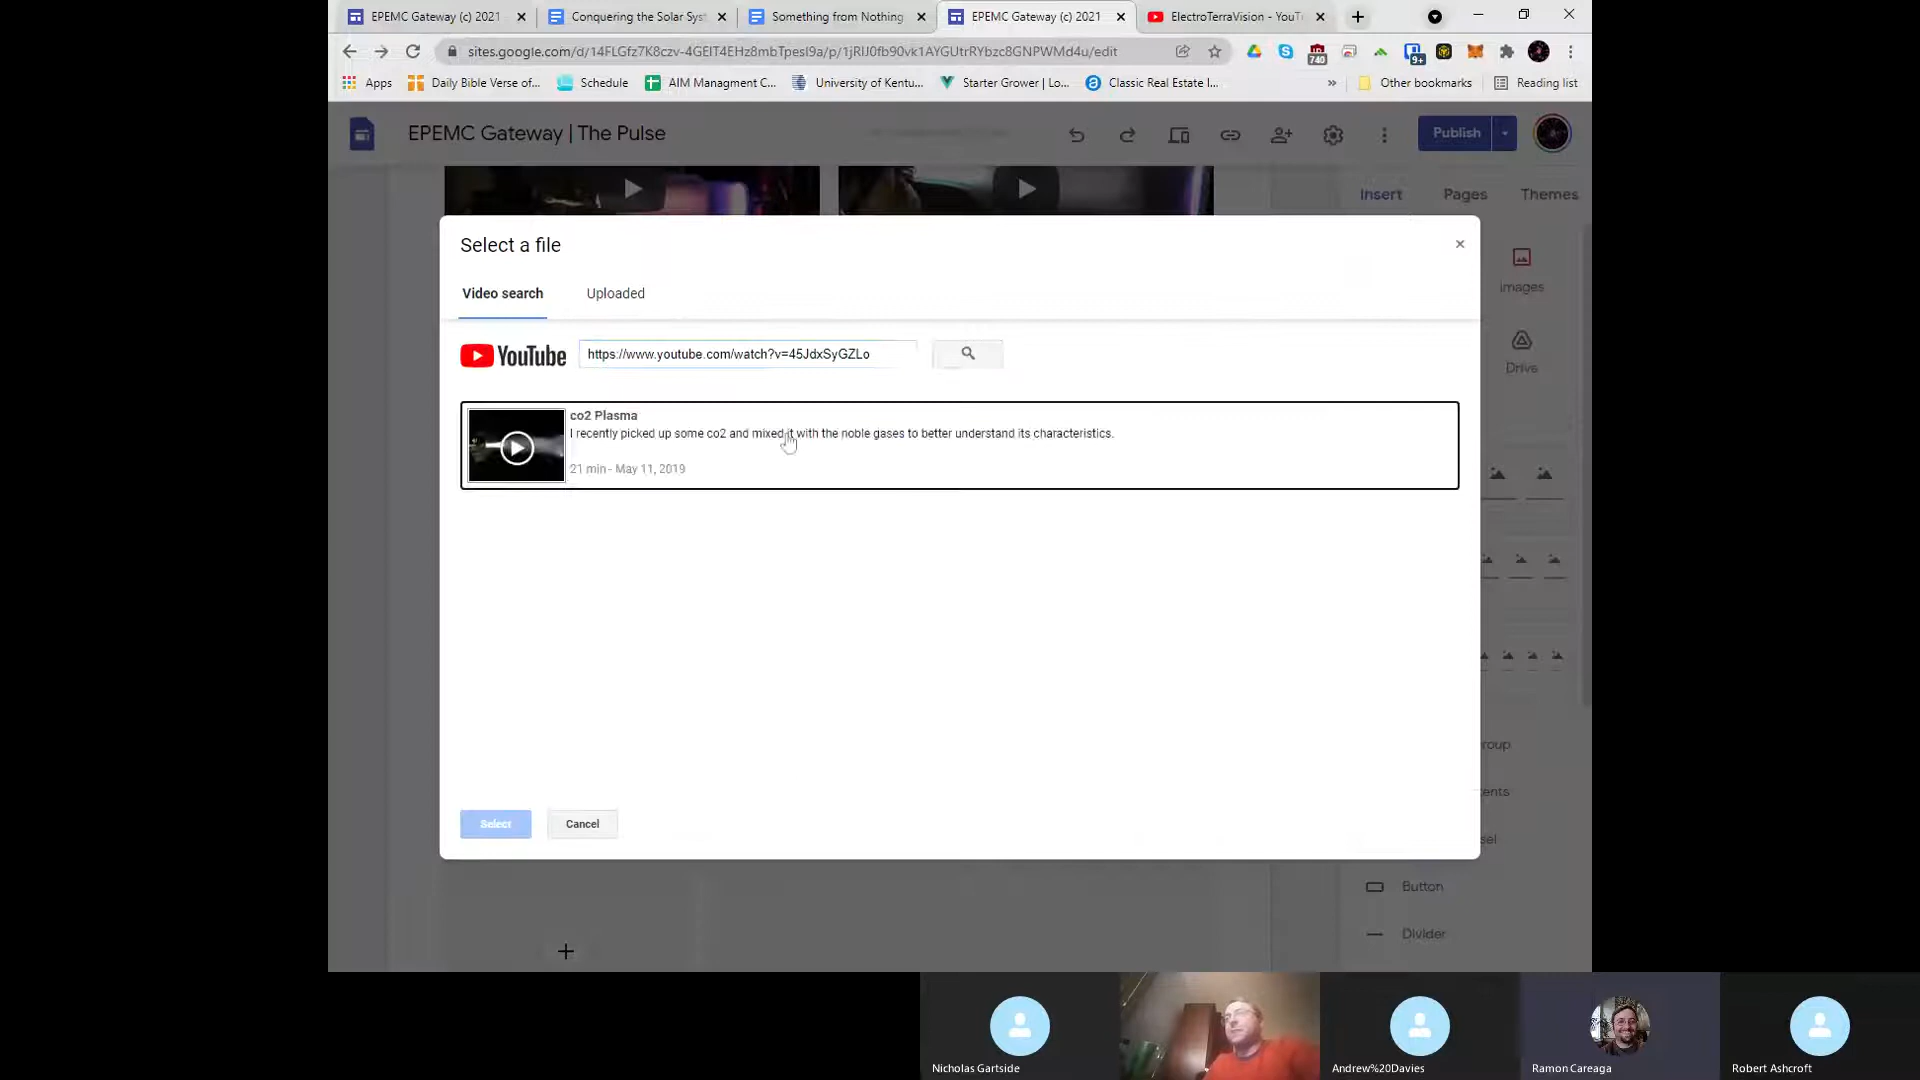 EPEMC Gateway (c) 2021
Conquering the Solar Sys
Something from Nothing
EPEMC Gateway (c) 2021
ElectroTerraVision - YouT
sites.google.com/d/14FLGfz7K8czv-4GEIT4EHz8mbTpesI9a/p/1jRlJ0fb90vk1AYGUtrRYbzc8GNPWMd4u/edit
740
9+
Apps
Daily Bible Verse of...
Schedule
AIM Managment C...
University of Kentu...
Starter Grower | Lo...
Classic Real Estate I...
»
Other bookmarks
Reading list
EPEMC Gateway | The Pulse
Publish
Insert
Pages
Themes
Select a file
Video search
Uploaded
YouTube
https://www.youtube.com/watch?v=45JdxSyGZLo
co2 Plasma
I recently picked up some co2 and mixed it with the noble gases to better understand its characteristics.
21 min - May 11, 2019
Select
Cancel
Images
Drive
Button
Divider
Nicholas Gartside
Andrew%20Davies
Ramon Careaga
Robert Ashcroft